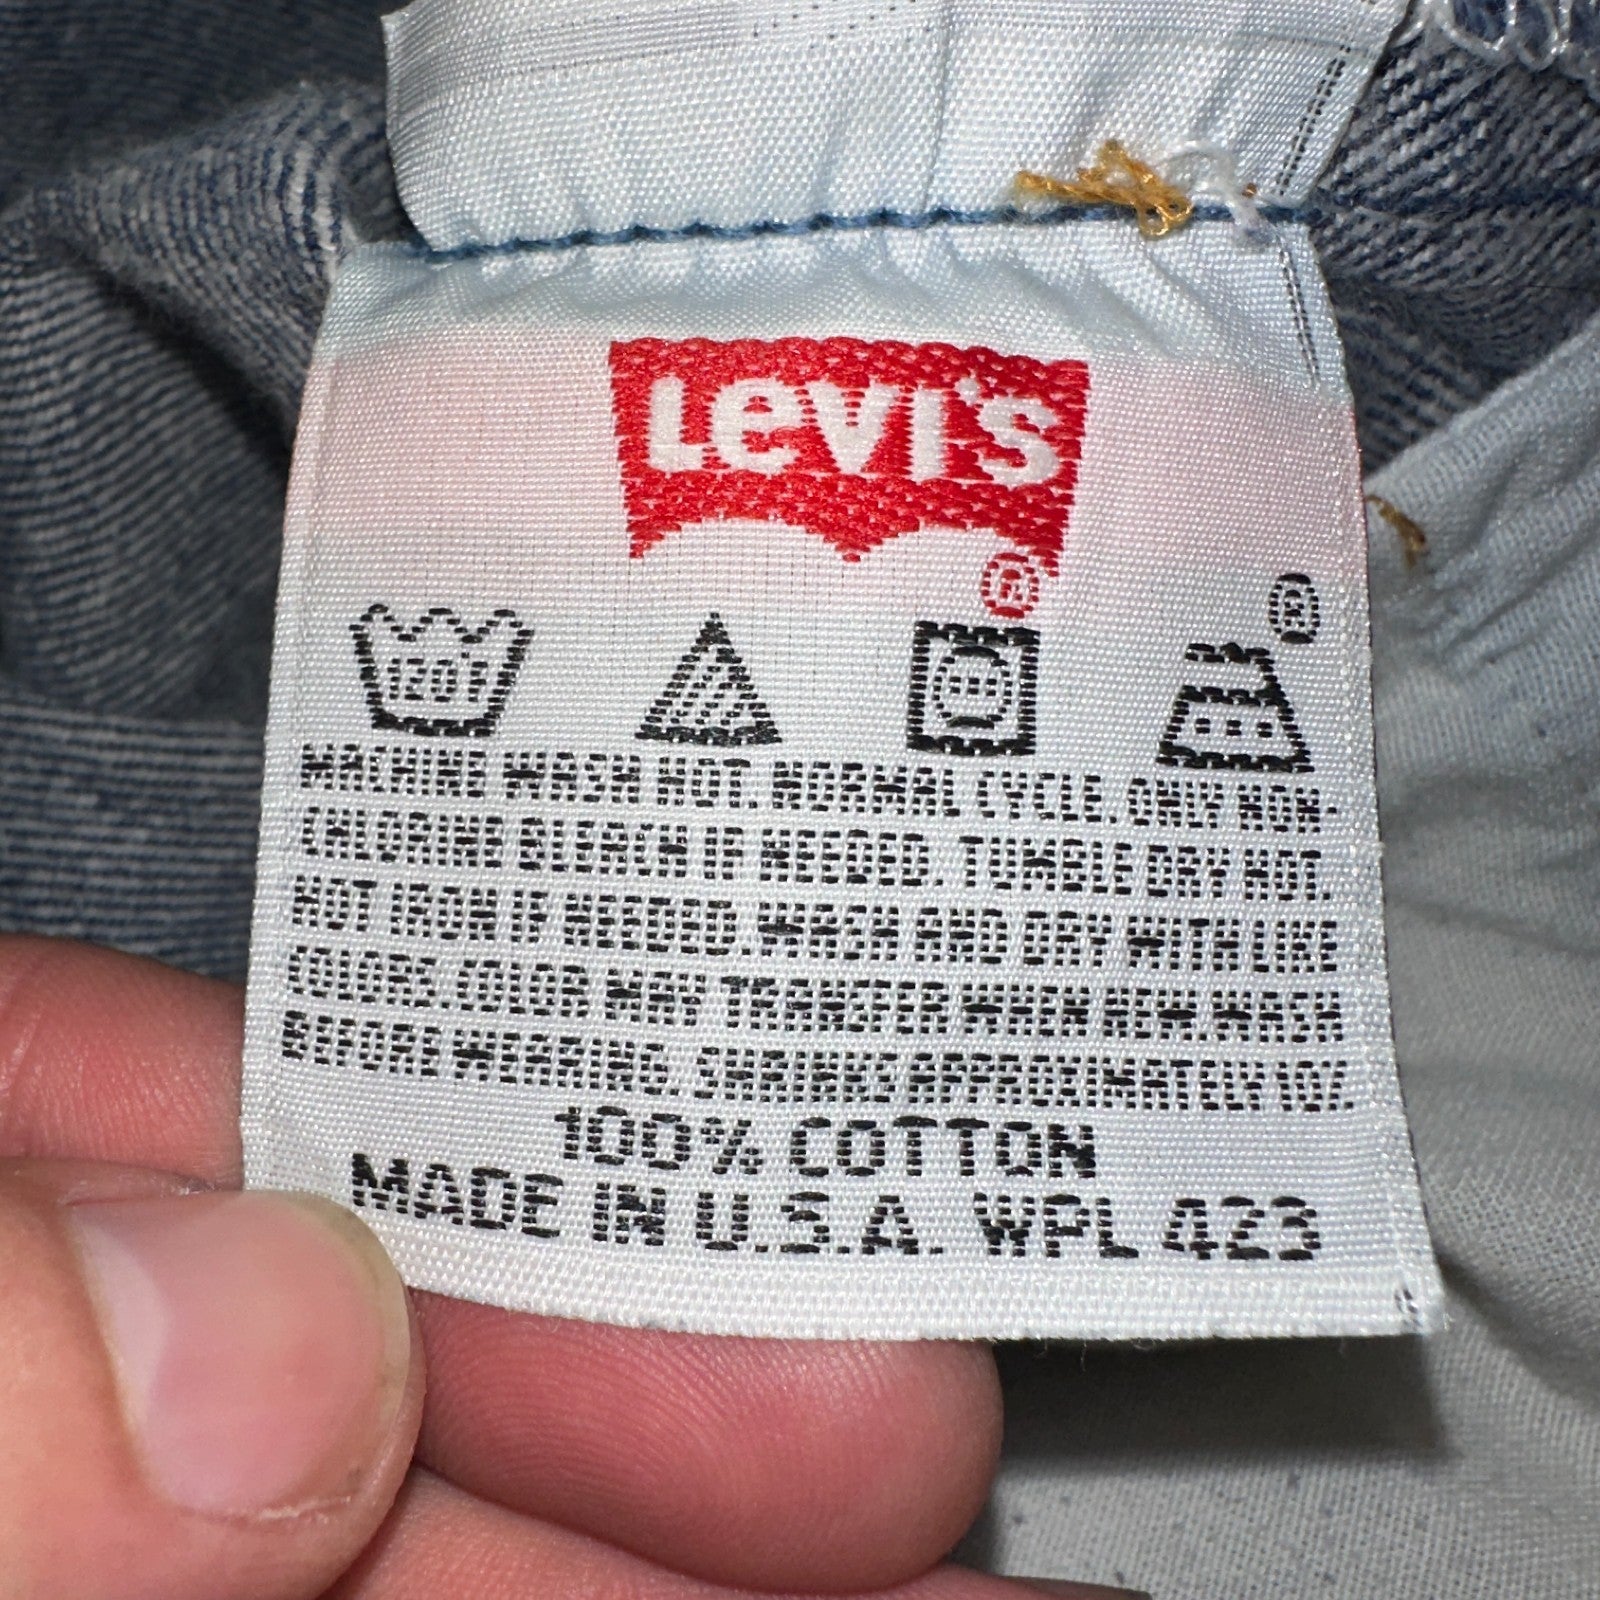 Levi's
®
®
120°F
MACHINE WASH HOT. NORMAL CYCLE. ONLY NON-
CHLORINE BLEACH IF NEEDED. TUMBLE DRY HOT.
HOT IRON IF NEEDED. WASH AND DRY WITH LIKE
COLORS. COLOR MAY TRANSFER WHEN NEW. WASH
BEFORE WEARING. SHRINKS APPROXIMATELY 10%.
100% COTTON
MADE IN U.S.A. WPL 423